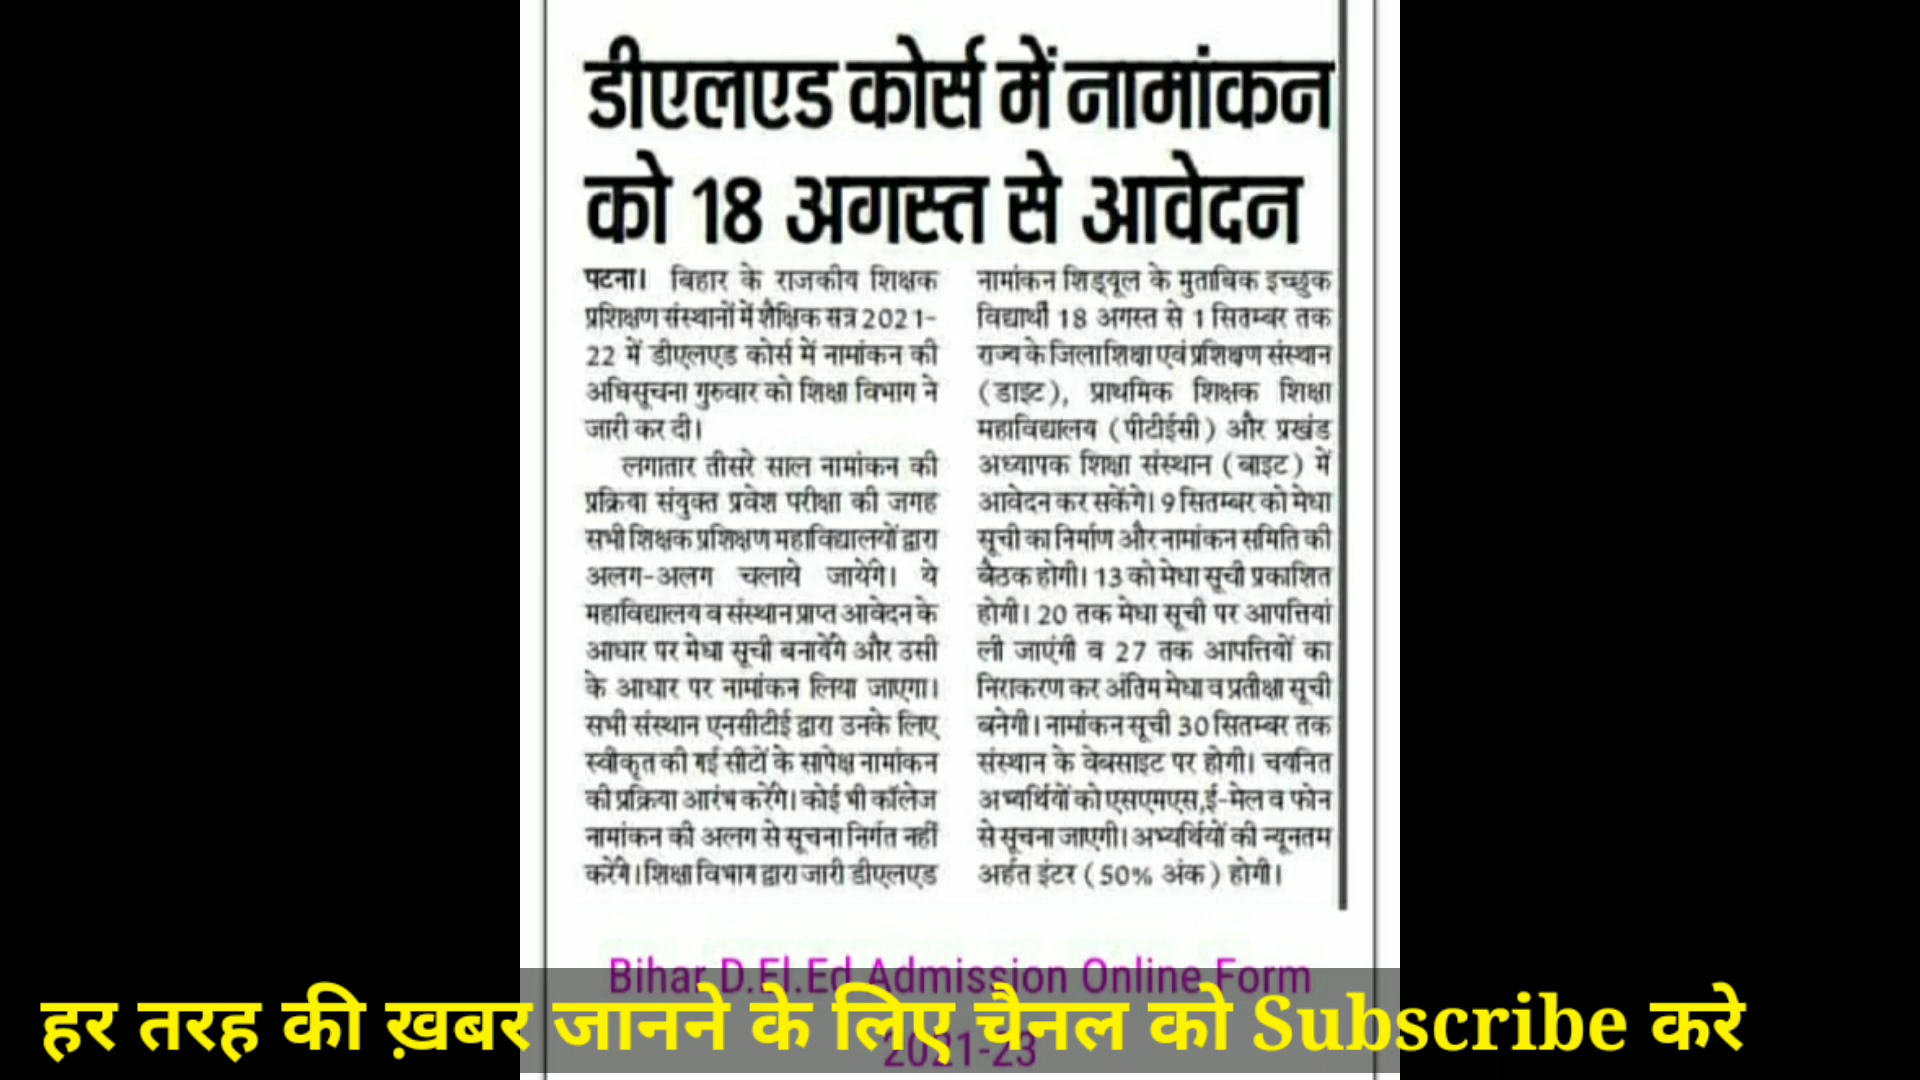 डीएलएड कोर्स में नामांकन
को 18 अगस्त से आवेदन
पटना। बिहार के राजकीय शिक्षक
प्रशिक्षण संस्थानों में शैक्षिक सत्र 2021-
22 में डीएलएड कोर्स में नामांकन की
अधिसूचना गुरुवार को शिक्षा विभाग ने
जारी कर दी।
लगातार तीसरे साल नामांकन की
प्रक्रिया संयुक्त प्रवेश परीक्षा की जगह
सभी शिक्षक प्रशिक्षण महाविद्यालयों द्वारा
अलग-अलग चलाये जायेंगे। ये
महाविद्यालय व संस्थान प्राप्त आवेदन के
आधार पर मेधा सूची बनायेंगे और उसी
के आधार पर नामांकन लिया जाएगा।
सभी संस्थान एनसीटीई द्वारा उनके लिए
स्वीकृत की गई सीटों के सापेक्ष नामांकन
की प्रक्रिया आरंभ करेंगे। कोई भी कॉलेज
नामांकन की अलग से सूचना निर्गत नहीं
करेंगे। शिक्षा विभाग द्वारा जारी डीएलएड
नामांकन शिड्यूल के मुताबिक इच्छुक
विद्यार्थी 18 अगस्त से 1 सितम्बर तक
राज्य के जिला शिक्षा एवं प्रशिक्षण संस्थान
(डाइट), प्राथमिक शिक्षक शिक्षा
महाविद्यालय (पीटीईसी) और प्रखंड
अध्यापक शिक्षा संस्थान (बाइट) में
आवेदन कर सकेंगे। 9 सितम्बर को मेधा
सूची का निर्माण और नामांकन समिति की
बैठक होगी। 13 को मेधा सूची प्रकाशित
होगी। 20 तक मेधा सूची पर आपत्तियां
ली जाएंगी व 27 तक आपत्तियों का
निराकरण कर अंतिम मेधा व प्रतीक्षा सूची
बनेगी। नामांकन सूची 30 सितम्बर तक
संस्थान के वेबसाइट पर होगी। चयनित
अभ्यर्थियों को एसएमएस,ई-मेल व फोन
से सूचना जाएगी। अभ्यर्थियों की न्यूनतम
अर्हत इंटर (50% अंक) होगी।
Bihar D.El.Ed Admission Online Form
2021-23
हर तरह की ख़बर जानने के लिए चैनल को Subscribe करे